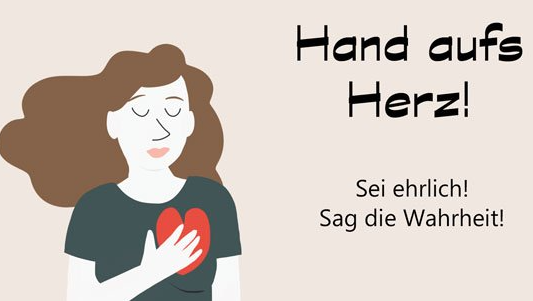 Hand aufs
Herz!
Sei ehrlich!
Sag die Wahrheit!